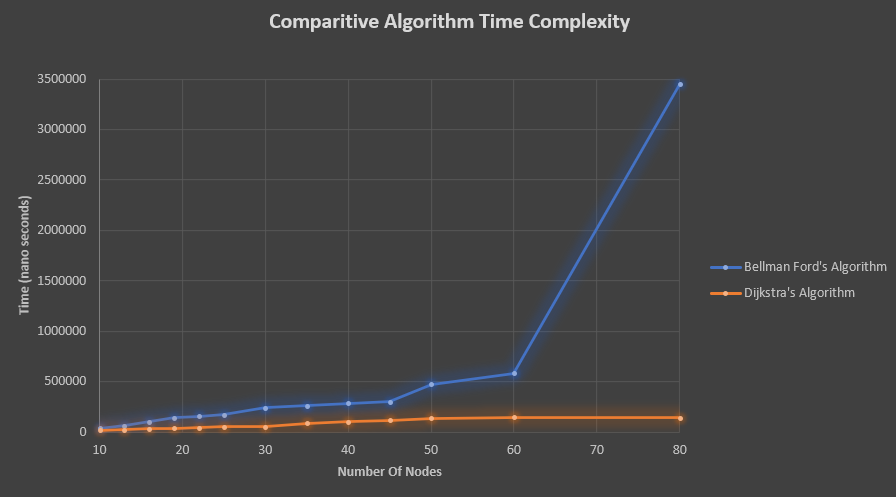 Comparitive Algorithm Time Complexity
3500000
3000000
2500000
2000000
1500000
1000000
500000
0
Time (nano seconds)
10 20 30 40 50 60 70 80
Number Of Nodes
Bellman Ford's Algorithm
Dijkstra's Algorithm